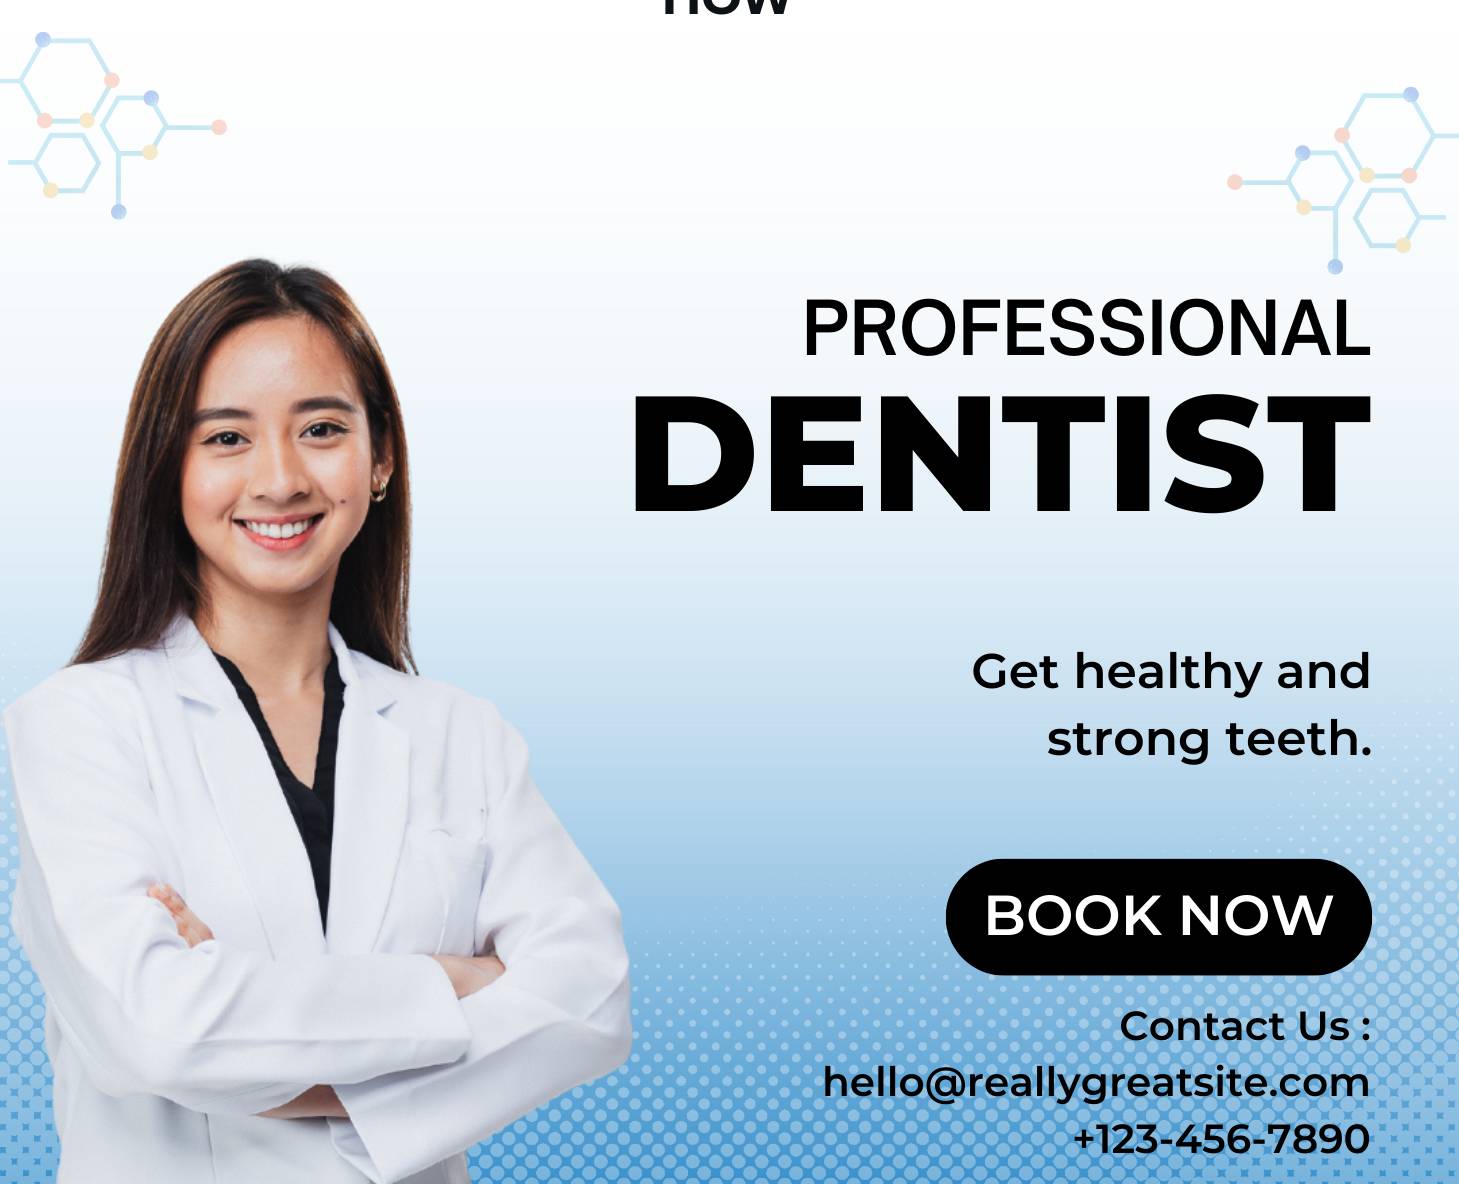 PROFESSIONAL
DENTIST
Get healthy and
strong teeth.
BOOK NOW
Contact Us :
hello@reallygreatsite.com
+123-456-7890